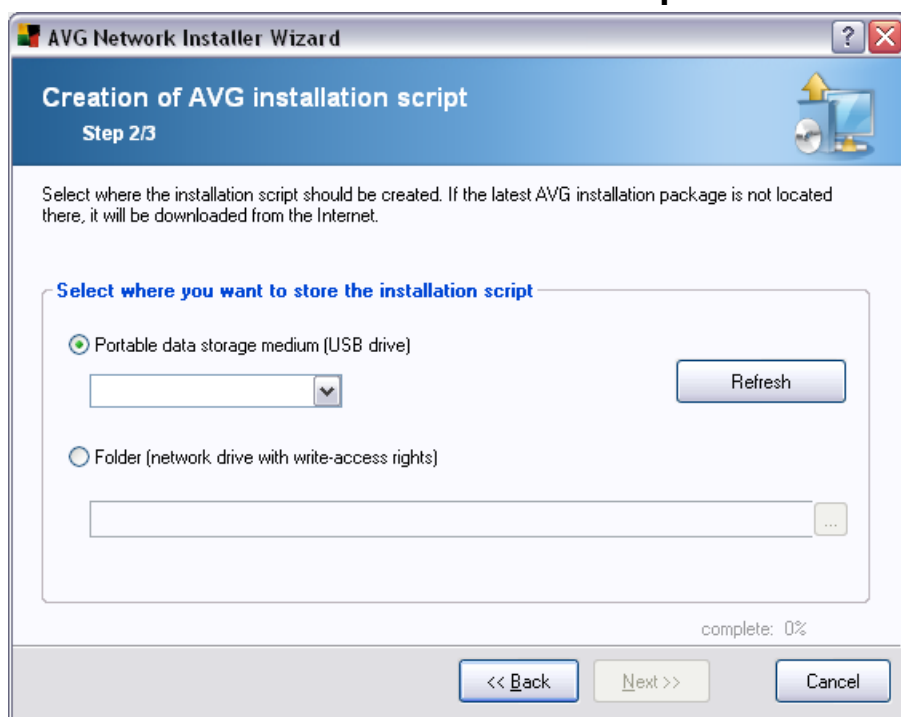 AVG Network Installer Wizard
?
Creation of AVG installation script
Step 2/3
Select where the installation script should be created. If the latest AVG installation package is not located
there, it will be downloaded from the Internet.
Select where you want to store the installation script
Portable data storage medium (USB drive)
Refresh
Folder (network drive with write-access rights)
...
complete: 0%
<< Back
Next >>
Cancel